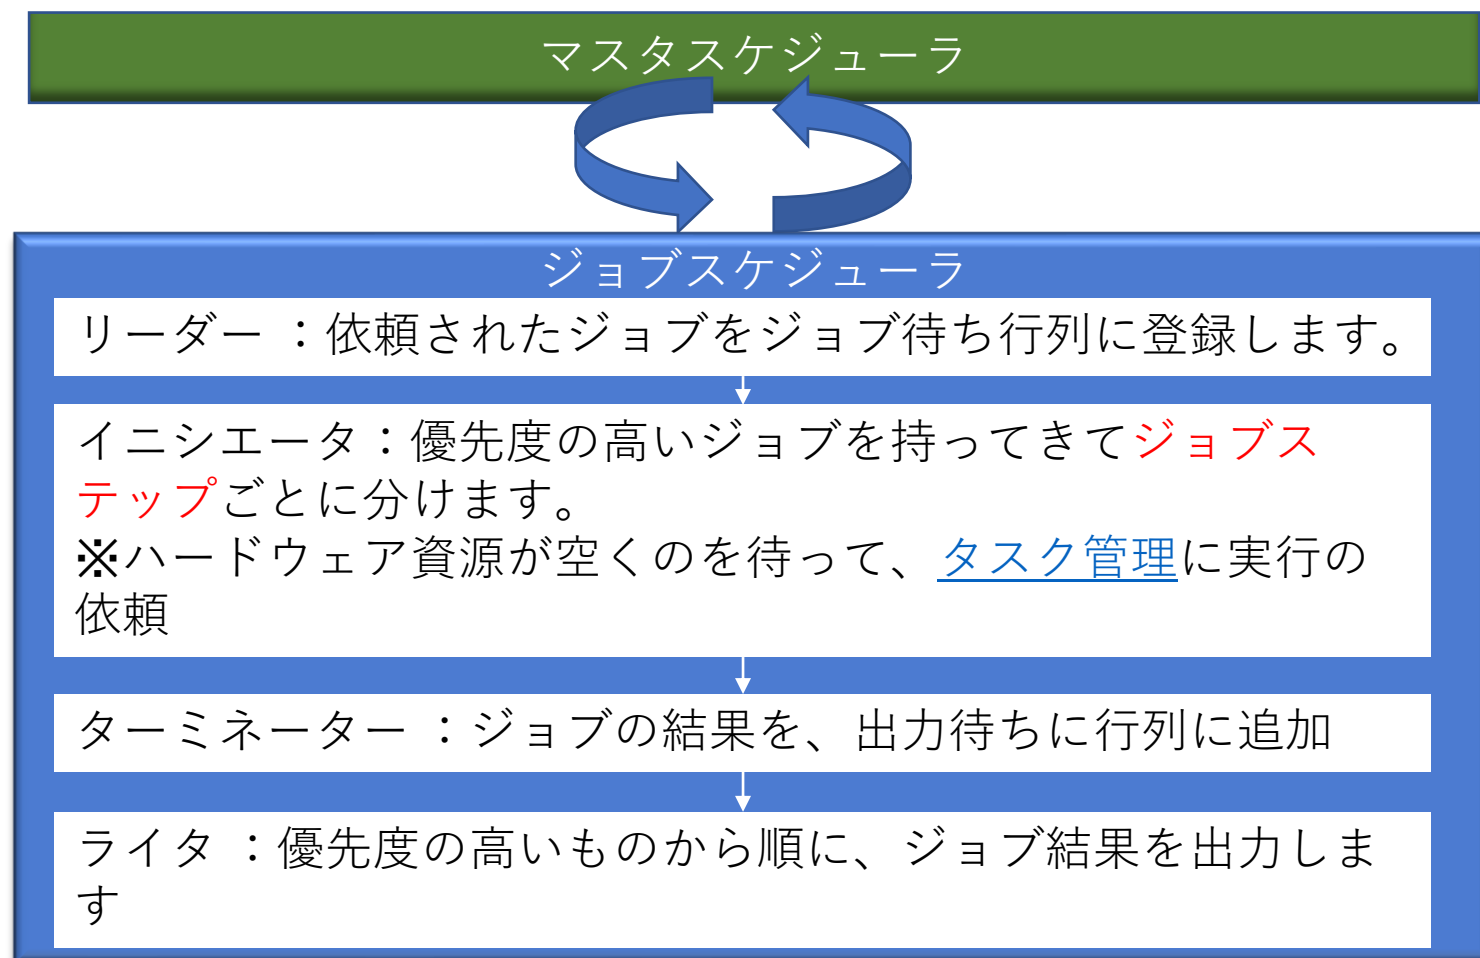 マスタスケジューラ
ジョブスケジューラ
リーダー ：依頼されたジョブをジョブ待ち行列に登録します。
イニシエータ：優先度の高いジョブを持ってきてジョブス
テップごとに分けます。
※ハードウェア資源が空くのを待って、タスク管理に実行の
依頼
ターミネーター ：ジョブの結果を、出力待ちに行列に追加
ライタ ：優先度の高いものから順に、ジョブ結果を出力しま
す